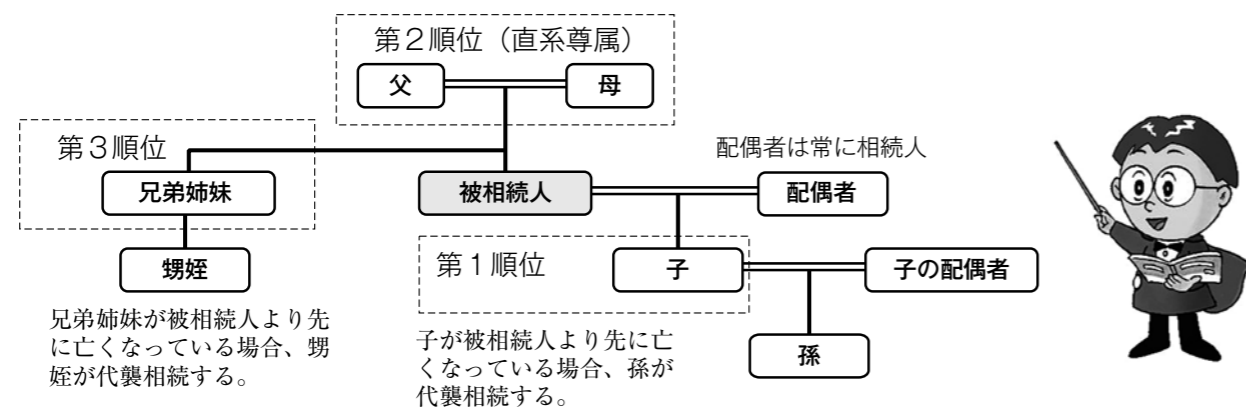 第２順位（直系尊属）
父
母
第３順位
配偶者は常に相続人
兄弟姉妹
被相続人
配偶者
甥姪
第１順位
子
子の配偶者
兄弟姉妹が被相続人より先
に亡くなっている場合、甥
姪が代襲相続する。
子が被相続人より先に亡
くなっている場合、孫が
代襲相続する。
孫